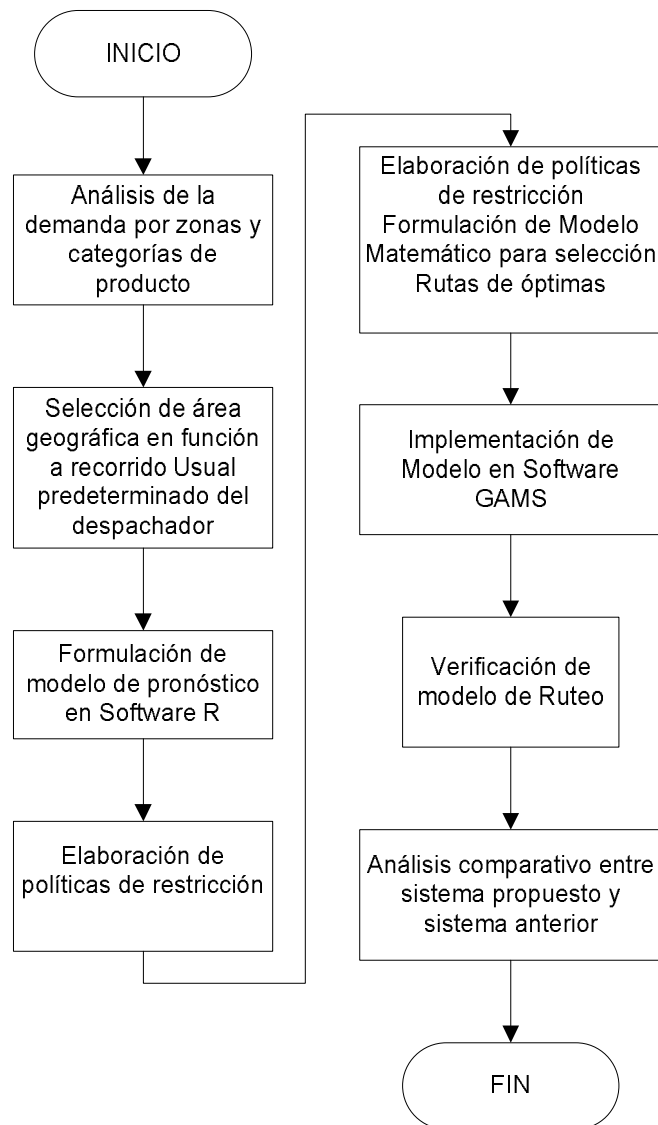 INICIO
Análisis de la
demanda por zonas y
categorías de
producto
Selección de área
geográfica en función
a recorrido Usual
predeterminado del
despachador
Formulación de
modelo de pronóstico
en Software R
Elaboración de
políticas de restricción
Elaboración de políticas
de restricción
Formulación de Modelo
Matemático para selección
Rutas de óptimas
Implementación de
Modelo en Software
GAMS
Verificación de
modelo de Ruteo
Análisis comparativo entre
sistema propuesto y
sistema anterior
FIN